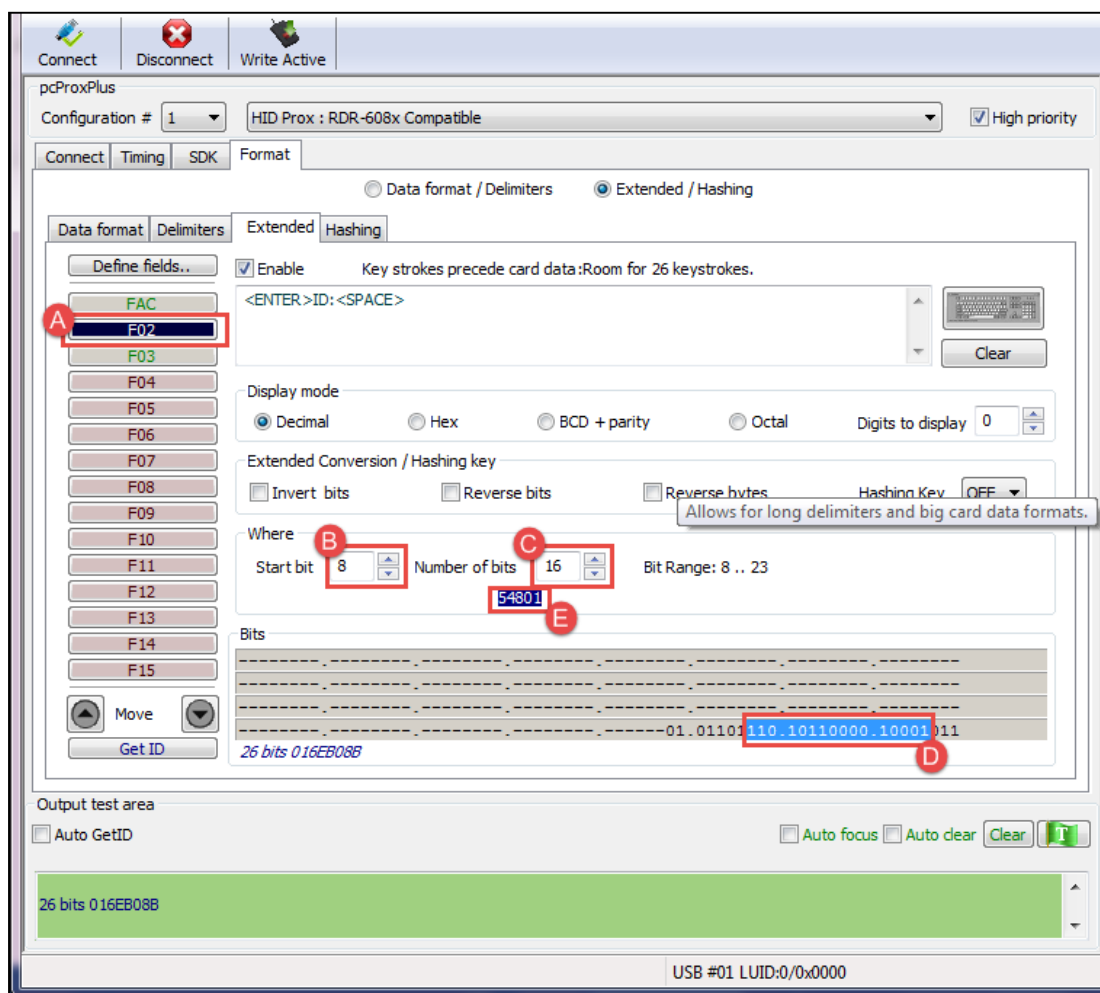 Connect Disconnect Write Active
pcProxPlus
Configuration # 1 HID Prox : RDR-608x Compatible High priority
Connect Timing SDK Format
Data format / Delimiters Extended / Hashing
Data format Delimiters Extended Hashing
Define fields.. Enable Key strokes precede card data:Room for 26 keystrokes.
FAC <ENTER>ID:<SPACE>
A F02
F03 Clear
F04 Display mode
F05 Decimal Hex BCD + parity Octal Digits to display 0
F06
F07 Extended Conversion / Hashing key
F08 Invert bits Reverse bits Reverse bytes Hashing Key OFF
F09 Allows for long delimiters and big card data formats.
F10 Where B C
F11 Start bit 8 Number of bits 16 Bit Range: 8 .. 23
F12 54801
F13 E
F14 Bits
F15 --------.--------.--------.--------.--------.--------.--------.--------
--------.--------.--------.--------.--------.--------.--------.--------
Move --------.--------.--------.--------.--------.--------.--------.--------
--------.--------.--------.--------.------01.01101110.10110000.10001011
Get ID 26 bits 016EB08B D
Output test area
Auto GetID Auto focus Auto clear Clear T
26 bits 016EB08B
USB #01 LUID:0/0x0000